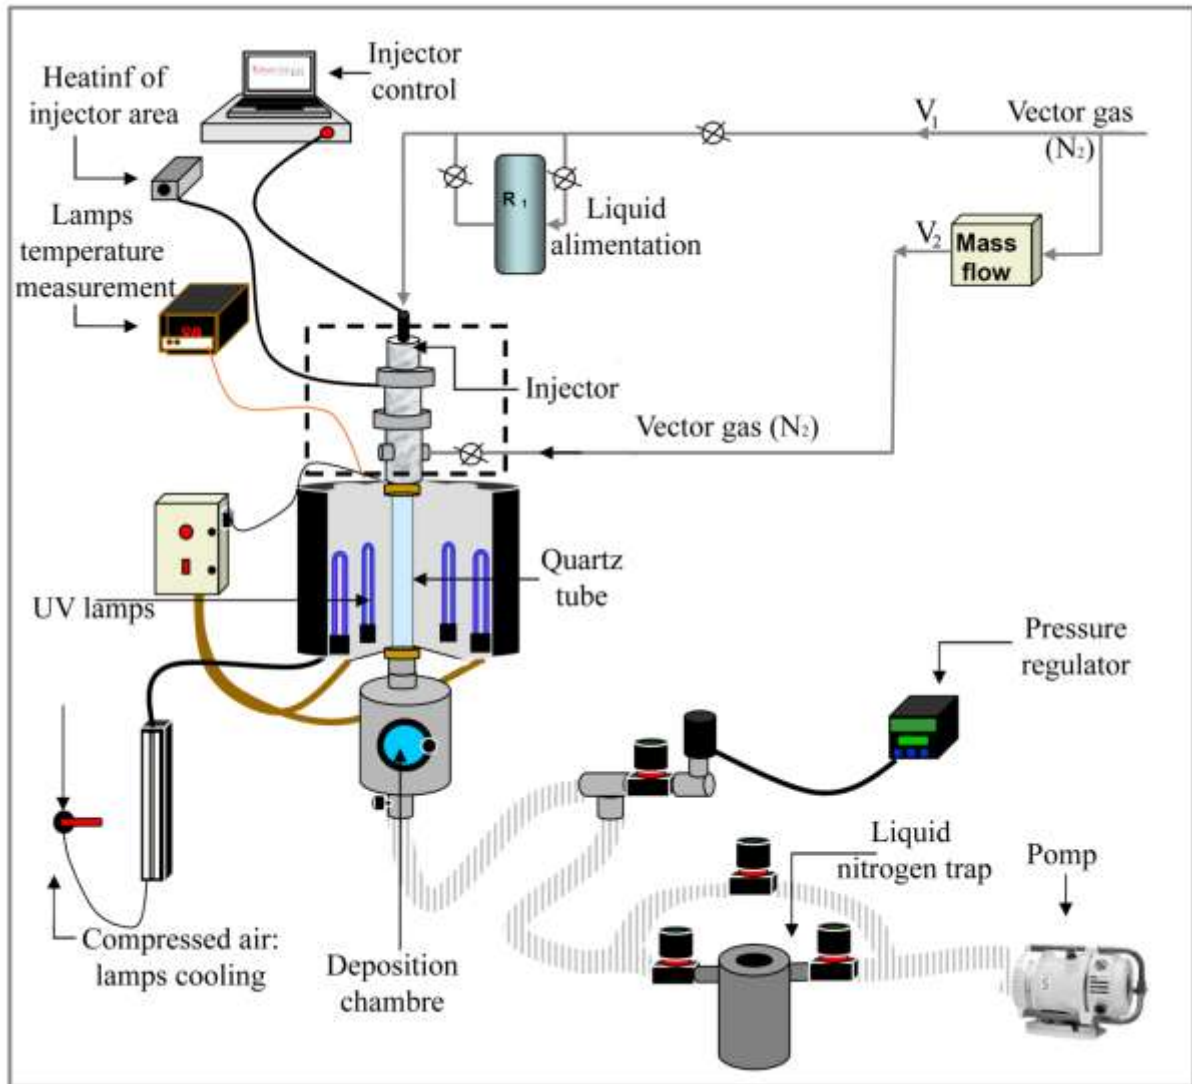 Injector
control
Heatinf of
injector area
V1
Vector gas
(N2)
R 1
Liquid
alimentation
Lamps
temperature
measurement
V2
Mass
flow
Injector
Vector gas (N2)
Quartz
tube
UV lamps
Pressure
regulator
Liquid
nitrogen trap
Pomp
Compressed air:
lamps cooling
Deposition
chambre
S